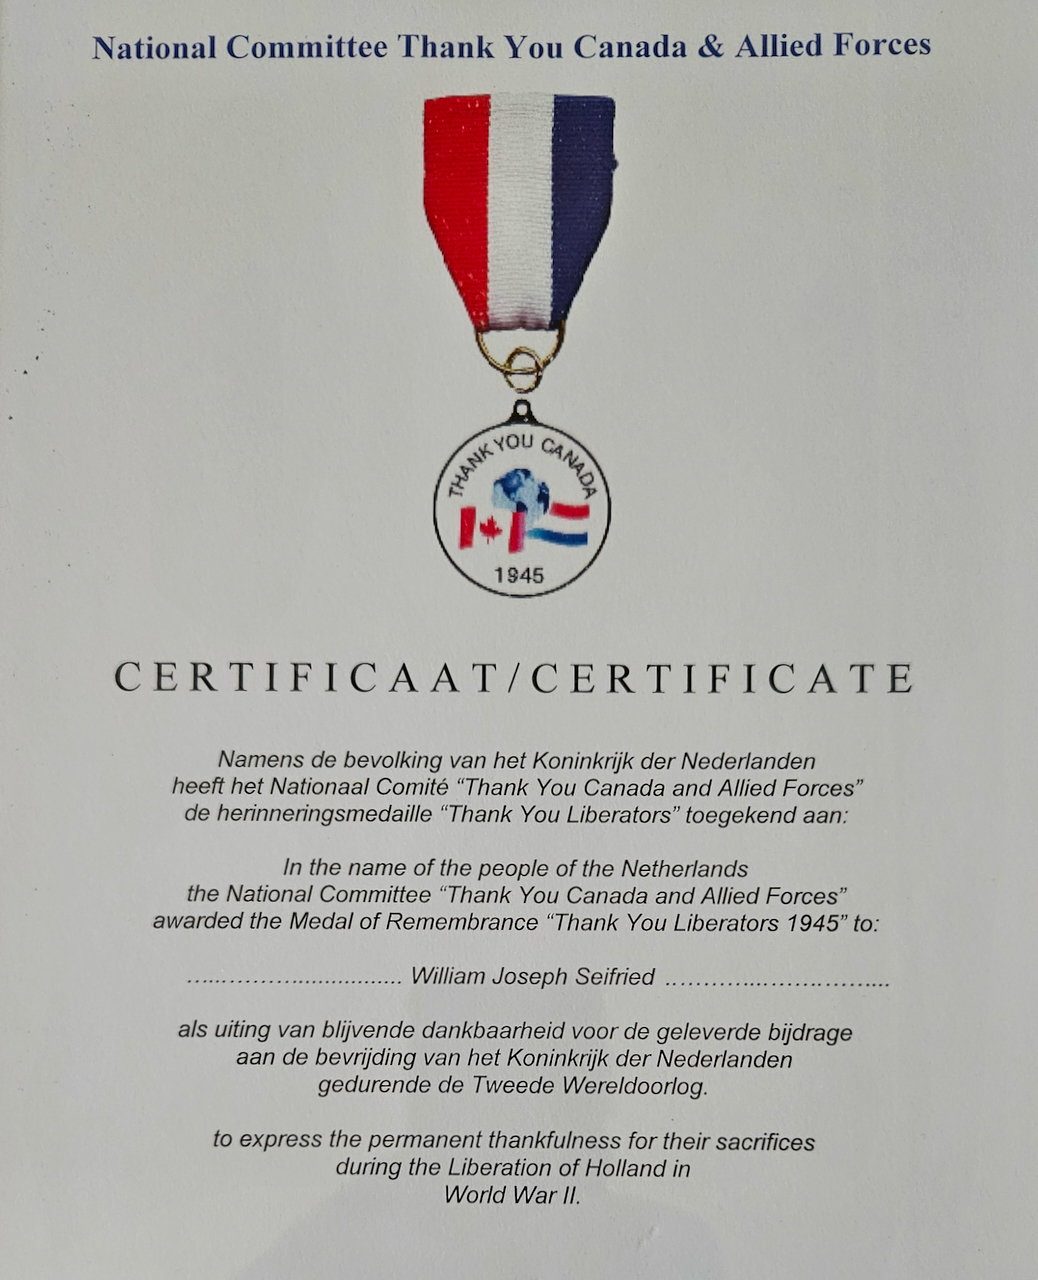 National Committee Thank You Canada & Allied Forces
THANK YOU CANADA
1945
CERTIFICAAT/CERTIFICATE
Namens de bevolking van het Koninkrijk der Nederlanden
heeft het Nationaal Comité “Thank You Canada and Allied Forces”
de herinneringsmedaille “Thank You Liberators” toegekend aan:
In the name of the people of the Netherlands
the National Committee “Thank You Canada and Allied Forces”
awarded the Medal of Remembrance “Thank You Liberators 1945” to:
................................... William Joseph Seifried ...................................
als uiting van blijvende dankbaarheid voor de geleverde bijdrage
aan de bevrijding van het Koninkrijk der Nederlanden
gedurende de Tweede Wereldoorlog.
to express the permanent thankfulness for their sacrifices
during the Liberation of Holland in
World War II.